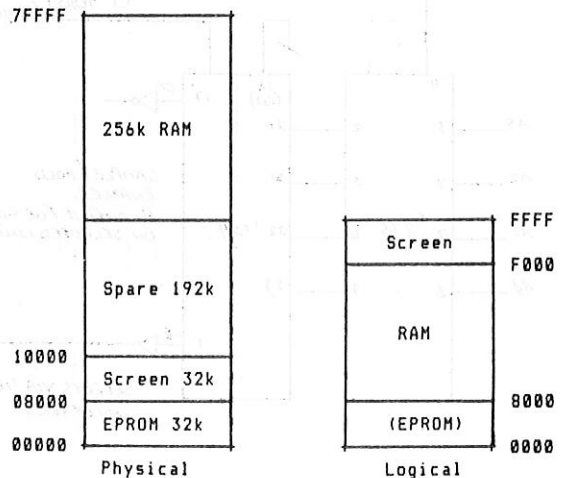 7FFFF
256k RAM
Spare 192k
10000
Screen 32k
08000
EPROM 32k
00000
Physical
FFFF
Screen
F000
RAM
8000
(EPROM)
0000
Logical